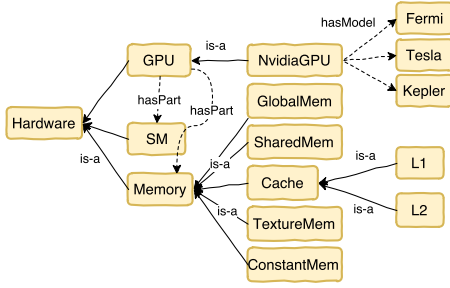 hasModel
Fermi
is-a
GPU
NvidiaGPU
Tesla
Kepler
hasPart
hasPart
GlobalMem
Hardware
SM
SharedMem
is-a
is-a
is-a
L1
Memory
Cache
is-a
is-a
L2
TextureMem
ConstantMem